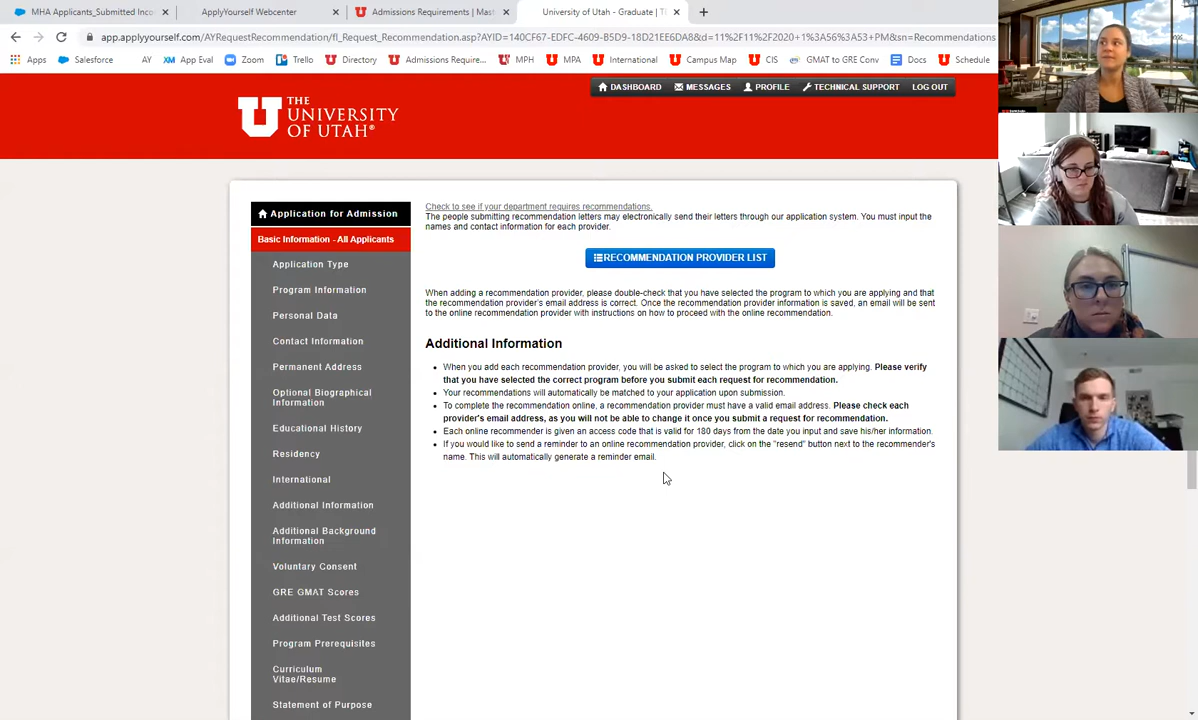 MHA Applicants_Submitted Inco
ApplyYourself Webcenter
Admissions Requirements | Mast
University of Utah - Graduate | Th
app.applyyourself.com/AYRequestRecommendation/fl_Request_Recommendation.asp?AYID=140CF67-EDFC-4609-B5D9-18D21EE6DA8&d=11%2F11%2F2020+1%3A56%3A53+PM&sn=Recommendations
Apps Salesforce AY App Eval Zoom Trello Directory Admissions Require... MPH MPA International Campus Map CIS GMAT to GRE Conv Docs Schedule
DASHBOARD MESSAGES PROFILE TECHNICAL SUPPORT LOG OUT
THE
UNIVERSITY
OF UTAH®
Application for Admission
Basic Information - All Applicants
Application Type
Program Information
Personal Data
Contact Information
Permanent Address
Optional Biographical
Information
Educational History
Residency
International
Additional Information
Additional Background
Information
Voluntary Consent
GRE GMAT Scores
Additional Test Scores
Program Prerequisites
Curriculum
Vitae/Resume
Statement of Purpose
Check to see if your department requires recommendations.
The people submitting recommendation letters may electronically send their letters through our application system. You must input the
names and contact information for each provider.
RECOMMENDATION PROVIDER LIST
When adding a recommendation provider, please double-check that you have selected the program to which you are applying and that
the recommendation provider's email address is correct. Once the recommendation provider information is saved, an email will be sent
to the online recommendation provider with instructions on how to proceed with the online recommendation.
Additional Information
When you add each recommendation provider, you will be asked to select the program to which you are applying. Please verify
that you have selected the correct program before you submit each request for recommendation.
Your recommendations will automatically be matched to your application upon submission.
To complete the recommendation online, a recommendation provider must have a valid email address. Please check each
provider's email address, as you will not be able to change it once you submit a request for recommendation.
Each online recommender is given an access code that is valid for 180 days from the date you input and save his/her information.
If you would like to send a reminder to an online recommendation provider, click on the "resend" button next to the recommender's
name. This will automatically generate a reminder email.